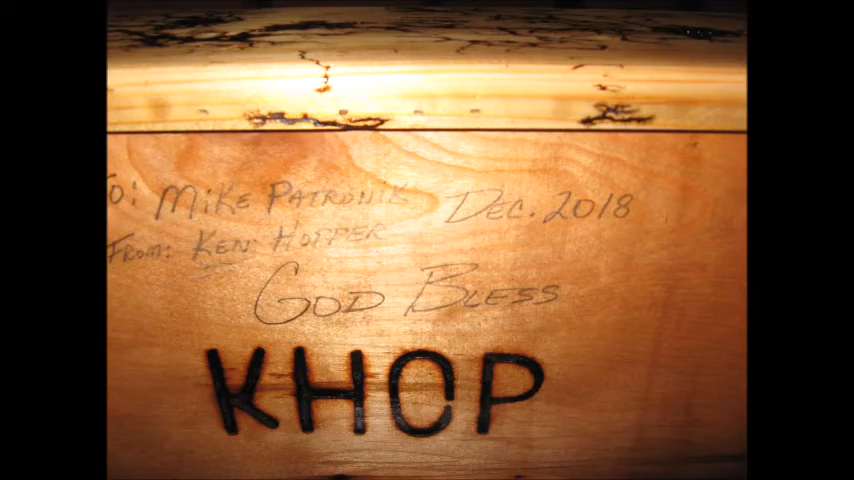 To: Mike Patronik Dec. 2018
From: Ken Hopper
God Bless
KHOP